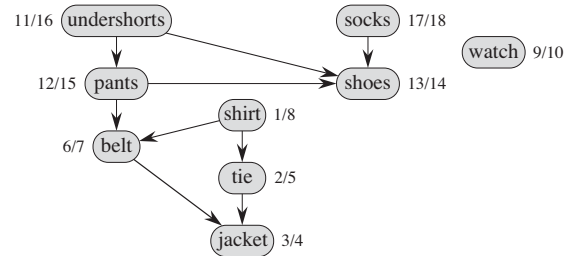 11/16 undershorts socks 17/18
watch 9/10
12/15 pants shoes 13/14
shirt 1/8
6/7 belt
tie 2/5
jacket 3/4